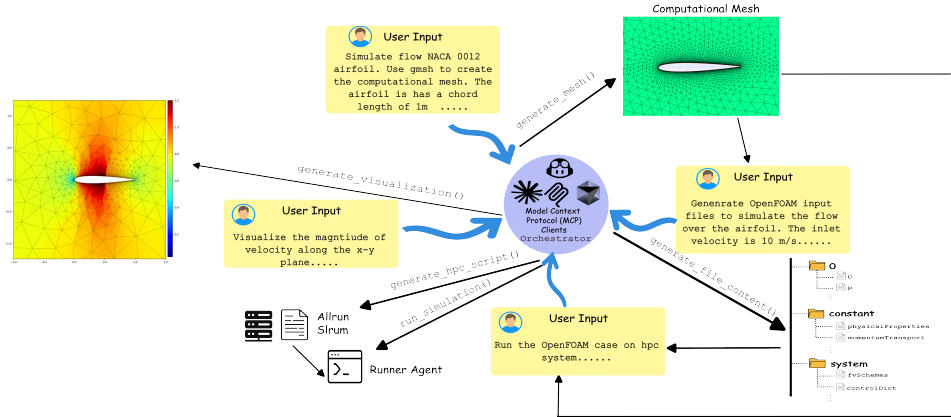 Computational Mesh
User Input
Simulate flow NACA 0012
airfoil. Use gmsh to create
the computational mesh. The
airfoil is has a chord
length of 1m .....
generate_mesh()
generate_visualization()
User Input
Visualize the magntiude of
velocity along the x-y
plane.....
Model Context
Protocol (MCP)
Clients
Orchestrator
User Input
Genenrate OpenFOAM input
files to simulate the flow
over the airfoil. The inlet
velocity is 10 m/s......
generate_file_content()
generate_hpc_script()
run_simulation()
Allrun
Slrum
Runner Agent
User Input
Run the OpenFOAM case on hpc
system......
0
U
p
constant
physicalProperties
momentumTransport
system
fvSchemes
controlDict